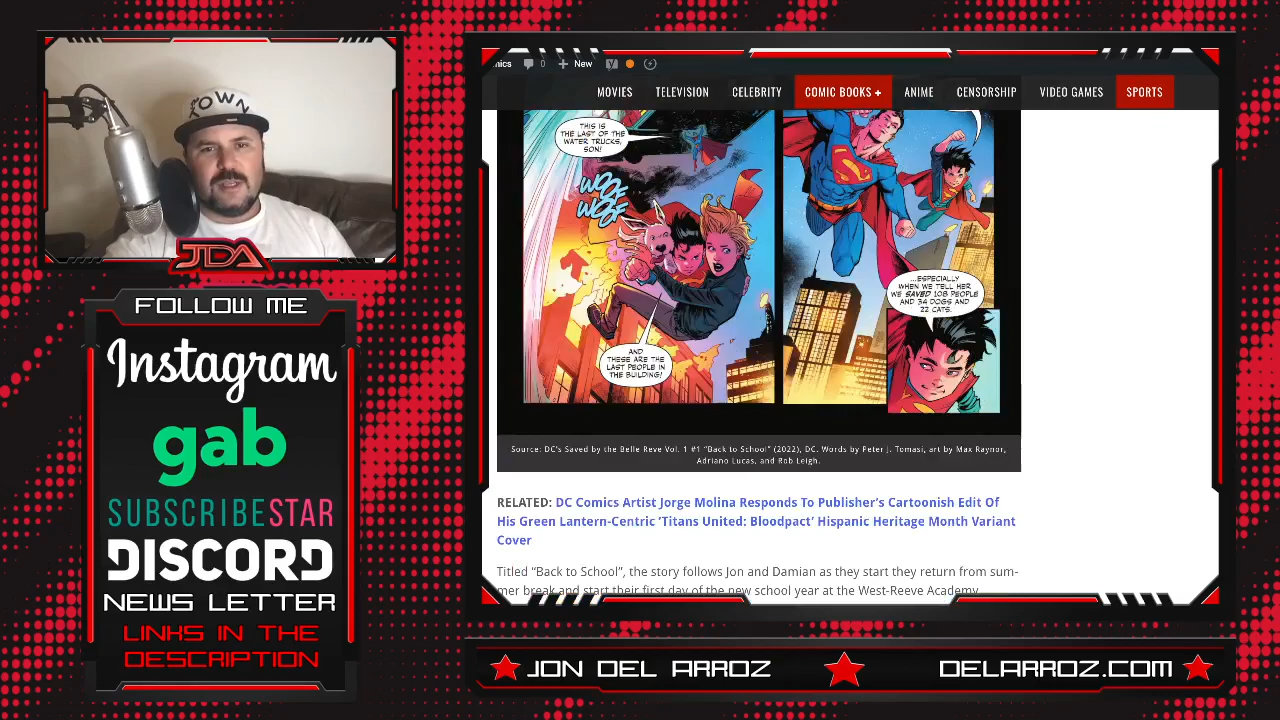 TOWN
JDA
FOLLOW ME
Instagram
gab
SUBSCRIBESTAR
DISCORD
NEWS LETTER
LINKS IN THE
DESCRIPTION
mics 0 + New
MOVIES TELEVISION CELEBRITY COMIC BOOKS + ANIME CENSORSHIP VIDEO GAMES SPORTS
THIS IS
THE LAST OF THE
WATER TRUCKS,
SON!
WOOF
WOOF
AND
THESE ARE THE
LAST PEOPLE IN
THE BUILDING!
...ESPECIALLY
WHEN WE TELL HER
WE SAVED 108 PEOPLE
AND 34 DOGS AND
22 CATS.
Source: DC's Saved by the Belle Reve Vol. 1 #1 "Back to School" (2022), DC. Words by Peter J. Tomasi, art by Max Raynor,
Adriano Lucas, and Rob Leigh.
RELATED: DC Comics Artist Jorge Molina Responds To Publisher's Cartoonish Edit Of
His Green Lantern-Centric 'Titans United: Bloodpact' Hispanic Heritage Month Variant
Cover
Titled "Back to School", the story follows Jon and Damian as they start they return from sum-
mer break and start their first day of the new school year at the West-Reeve Academy
JON DEL ARROZ DELARROZ.COM